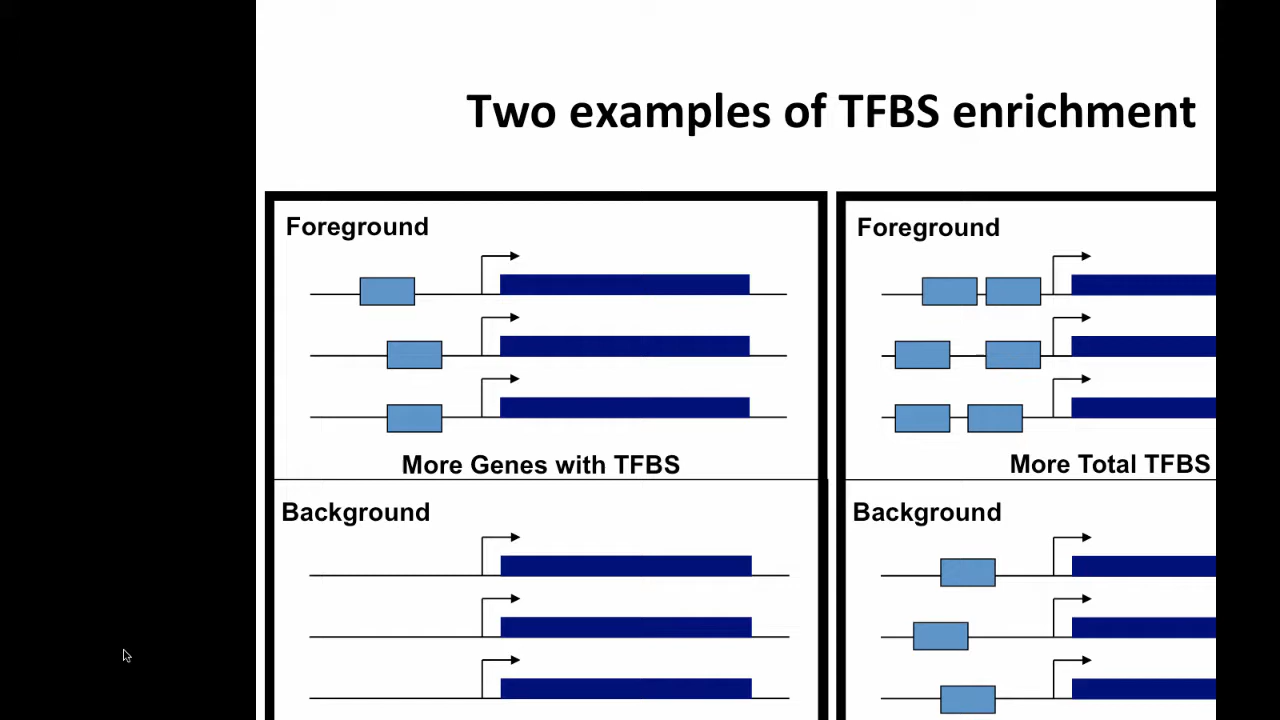 Two examples of TFBS enrichment
Foreground
More Genes with TFBS
Background
Foreground
More Total TFBS
Background